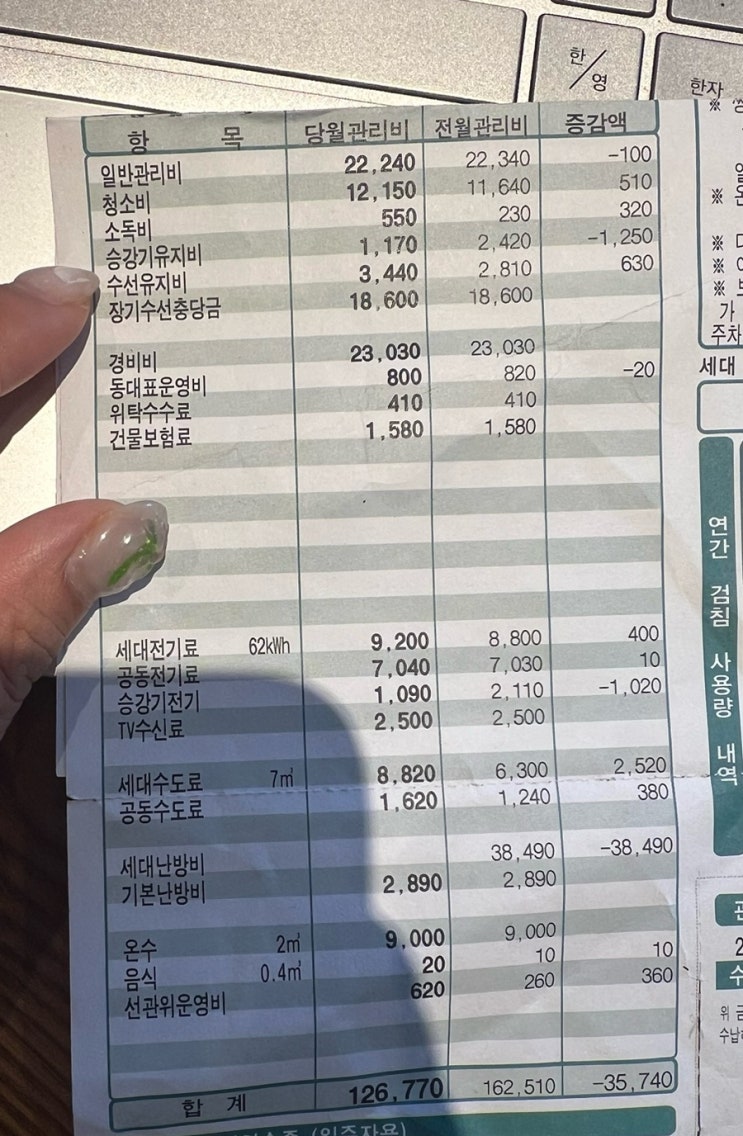 한/영
한자
항 목 당월관리비 전월관리비 증감액
일반관리비 22,240 22,340 -100
청소비 12,150 11,640 510
소독비 550 230 320
승강기유지비 1,170 2,420 -1,250
수선유지비 3,440 2,810 630
장기수선충당금 18,600 18,600
경비비 23,030 23,030
동대표운영비 800 820 -20
위탁수수료 410 410
건물보험료 1,580 1,580
세대전기료 62kWh 9,200 8,800 400
공동전기료 7,040 7,030 10
승강기전기 1,090 2,110 -1,020
TV수신료 2,500 2,500
세대수도료 7㎥ 8,820 6,300 2,520
공동수도료 1,620 1,240 380
세대난방비 38,490 -38,490
기본난방비 2,890 2,890
온수 2㎥ 9,000 9,000
음식 0.4㎥ 20 10 10
선관위운영비 620 260 360
합 계 126,770 162,510 -35,740
(입주자용)
※
※
※
※
※
가
주차
세대
연간 검침 사용량 내역
2
위 금
수납